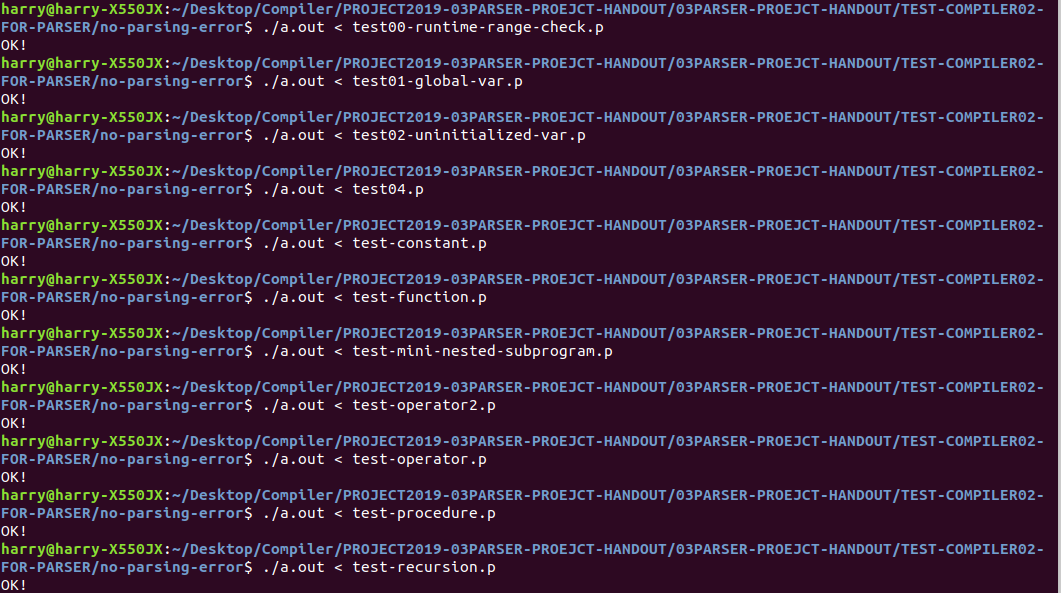 harry@harry-X550JX:~/Desktop/Compiler/PROJECT2019-03PARSER-PROEJCT-HANDOUT/03PARSER-PROEJCT-HANDOUT/TEST-COMPILER02-
FOR-PARSER/no-parsing-error$ ./a.out < test00-runtime-range-check.p
OK!
harry@harry-X550JX:~/Desktop/Compiler/PROJECT2019-03PARSER-PROEJCT-HANDOUT/03PARSER-PROEJCT-HANDOUT/TEST-COMPILER02-
FOR-PARSER/no-parsing-error$ ./a.out < test01-global-var.p
OK!
harry@harry-X550JX:~/Desktop/Compiler/PROJECT2019-03PARSER-PROEJCT-HANDOUT/03PARSER-PROEJCT-HANDOUT/TEST-COMPILER02-
FOR-PARSER/no-parsing-error$ ./a.out < test02-uninitialized-var.p
OK!
harry@harry-X550JX:~/Desktop/Compiler/PROJECT2019-03PARSER-PROEJCT-HANDOUT/03PARSER-PROEJCT-HANDOUT/TEST-COMPILER02-
FOR-PARSER/no-parsing-error$ ./a.out < test04.p
OK!
harry@harry-X550JX:~/Desktop/Compiler/PROJECT2019-03PARSER-PROEJCT-HANDOUT/03PARSER-PROEJCT-HANDOUT/TEST-COMPILER02-
FOR-PARSER/no-parsing-error$ ./a.out < test-constant.p
OK!
harry@harry-X550JX:~/Desktop/Compiler/PROJECT2019-03PARSER-PROEJCT-HANDOUT/03PARSER-PROEJCT-HANDOUT/TEST-COMPILER02-
FOR-PARSER/no-parsing-error$ ./a.out < test-function.p
OK!
harry@harry-X550JX:~/Desktop/Compiler/PROJECT2019-03PARSER-PROEJCT-HANDOUT/03PARSER-PROEJCT-HANDOUT/TEST-COMPILER02-
FOR-PARSER/no-parsing-error$ ./a.out < test-mini-nested-subprogram.p
OK!
harry@harry-X550JX:~/Desktop/Compiler/PROJECT2019-03PARSER-PROEJCT-HANDOUT/03PARSER-PROEJCT-HANDOUT/TEST-COMPILER02-
FOR-PARSER/no-parsing-error$ ./a.out < test-operator2.p
OK!
harry@harry-X550JX:~/Desktop/Compiler/PROJECT2019-03PARSER-PROEJCT-HANDOUT/03PARSER-PROEJCT-HANDOUT/TEST-COMPILER02-
FOR-PARSER/no-parsing-error$ ./a.out < test-operator.p
OK!
harry@harry-X550JX:~/Desktop/Compiler/PROJECT2019-03PARSER-PROEJCT-HANDOUT/03PARSER-PROEJCT-HANDOUT/TEST-COMPILER02-
FOR-PARSER/no-parsing-error$ ./a.out < test-procedure.p
OK!
harry@harry-X550JX:~/Desktop/Compiler/PROJECT2019-03PARSER-PROEJCT-HANDOUT/03PARSER-PROEJCT-HANDOUT/TEST-COMPILER02-
FOR-PARSER/no-parsing-error$ ./a.out < test-recursion.p
OK!